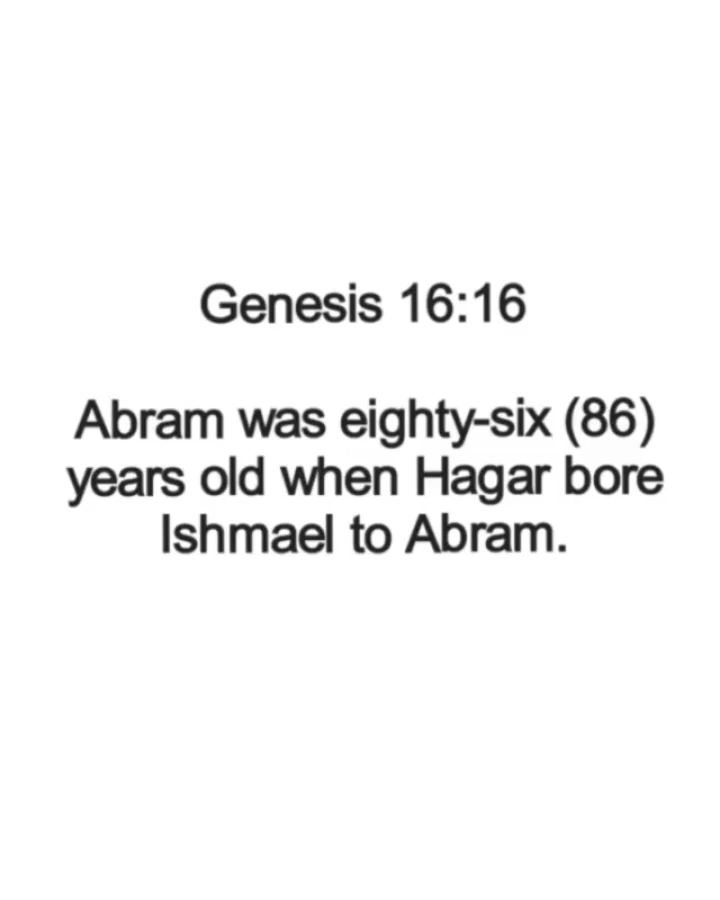 Genesis 16:16
Abram was eighty-six (86)
years old when Hagar bore
Ishmael to Abram.